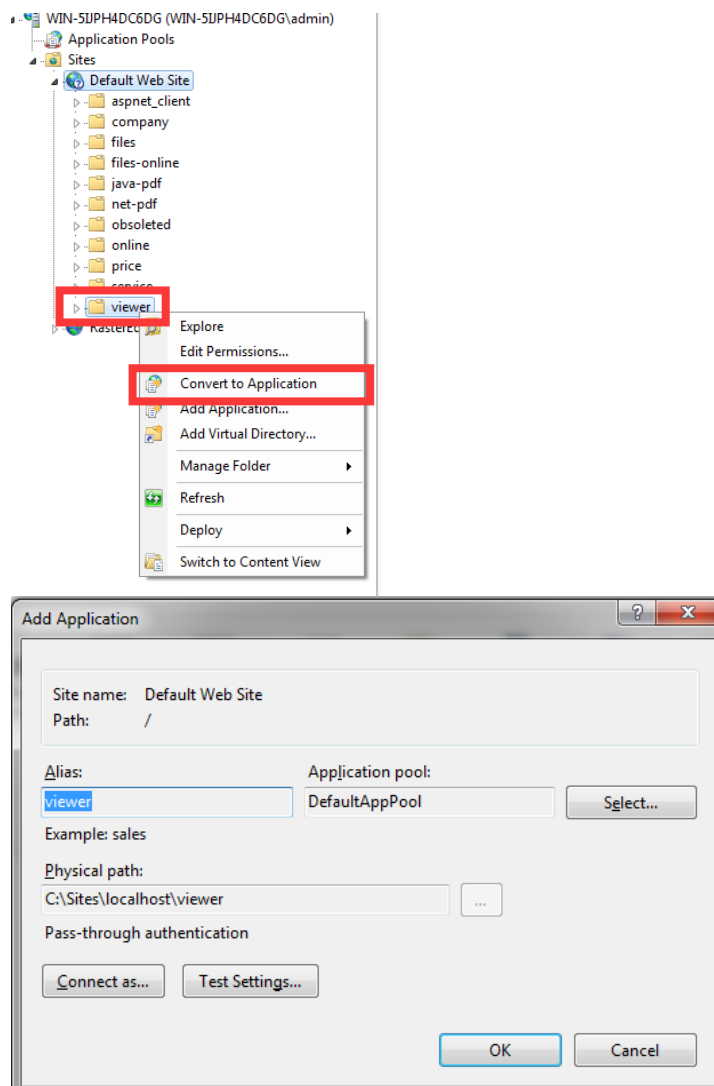 WIN-5IJPH4DC6DG (WIN-5IJPH4DC6DG\admin)
Application Pools
Sites
Default Web Site
aspnet_client
company
files
files-online
java-pdf
net-pdf
obsoleted
online
price
service
viewer
Explore
Edit Permissions...
Convert to Application
Add Application...
Add Virtual Directory...
Manage Folder
Refresh
Deploy
Switch to Content View
Add Application
Site name: Default Web Site
Path: /
Alias: Application pool:
viewer DefaultAppPool Select...
Example: sales
Physical path:
C:\Sites\localhost\viewer ...
Pass-through authentication
Connect as... Test Settings...
OK Cancel